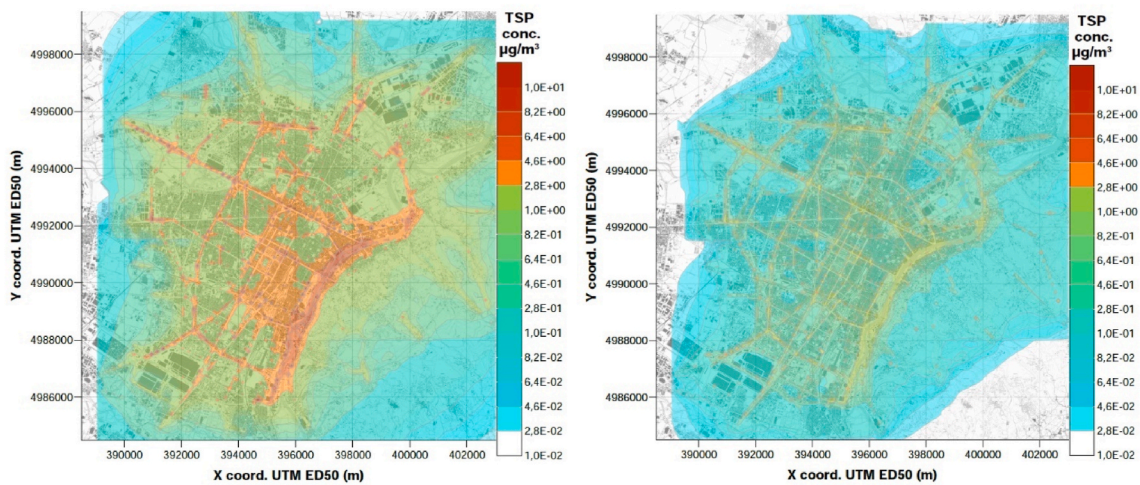 TSP
conc.
µg/m³
4998000
4996000
4994000
4992000
4990000
4988000
4986000
Y coord. UTM ED50 (m)
1,0E+01
8,2E+00
6,4E+00
4,6E+00
2,8E+00
1,0E+00
8,2E-01
6,4E-01
4,6E-01
2,8E-01
1,0E-01
8,2E-02
6,4E-02
4,6E-02
2,8E-02
1,0E-02
390000 392000 394000 396000 398000 400000 402000
X coord. UTM ED50 (m)
TSP
conc.
µg/m³
4998000
4996000
4994000
4992000
4990000
4988000
4986000
Y coord. UTM ED50 (m)
1,0E+01
8,2E+00
6,4E+00
4,6E+00
2,8E+00
1,0E+00
8,2E-01
6,4E-01
4,6E-01
2,8E-01
1,0E-01
8,2E-02
6,4E-02
4,6E-02
2,8E-02
1,0E-02
390000 392000 394000 396000 398000 400000 402000
X coord. UTM ED50 (m)